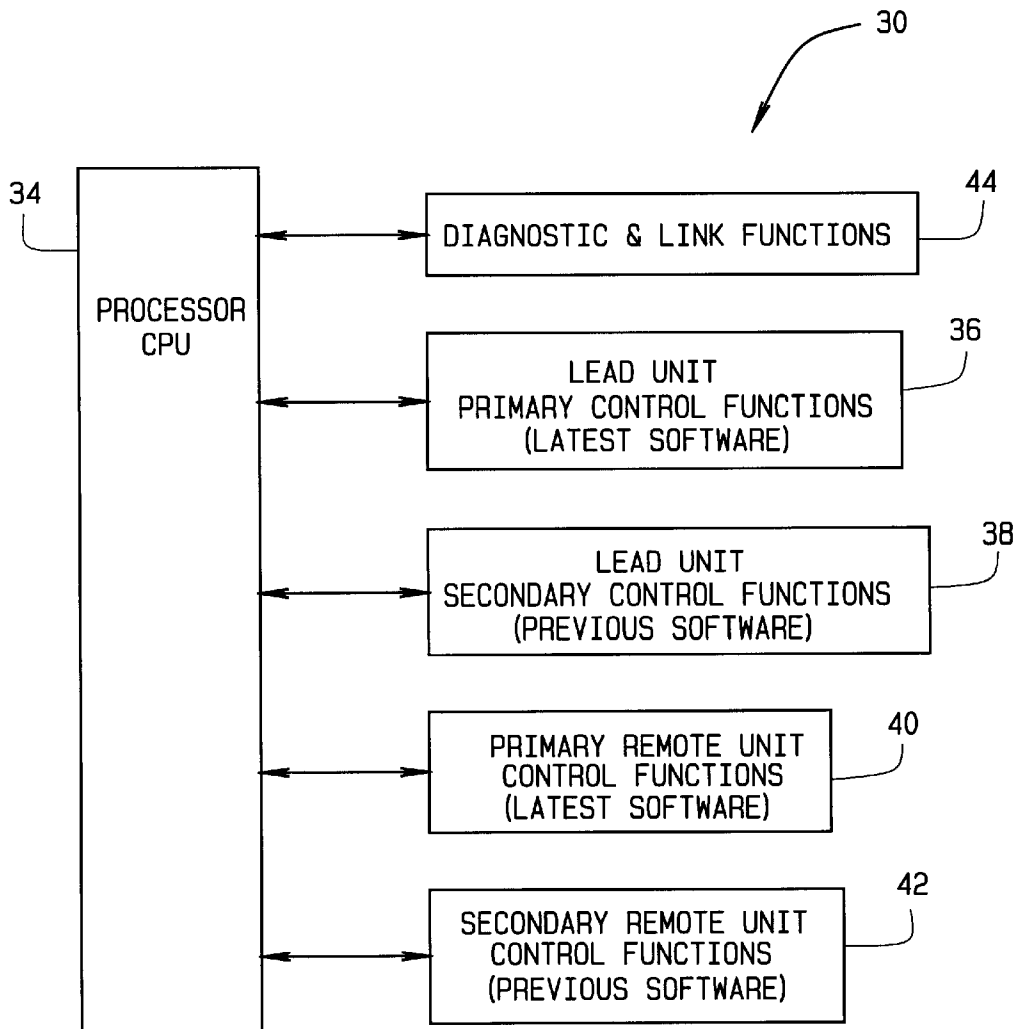 30
34
44
DIAGNOSTIC & LINK FUNCTIONS
PROCESSOR
CPU
36
LEAD UNIT
PRIMARY CONTROL FUNCTIONS
(LATEST SOFTWARE)
38
LEAD UNIT
SECONDARY CONTROL FUNCTIONS
(PREVIOUS SOFTWARE)
40
PRIMARY REMOTE UNIT
CONTROL FUNCTIONS
(LATEST SOFTWARE)
42
SECONDARY REMOTE UNIT
CONTROL FUNCTIONS
(PREVIOUS SOFTWARE)